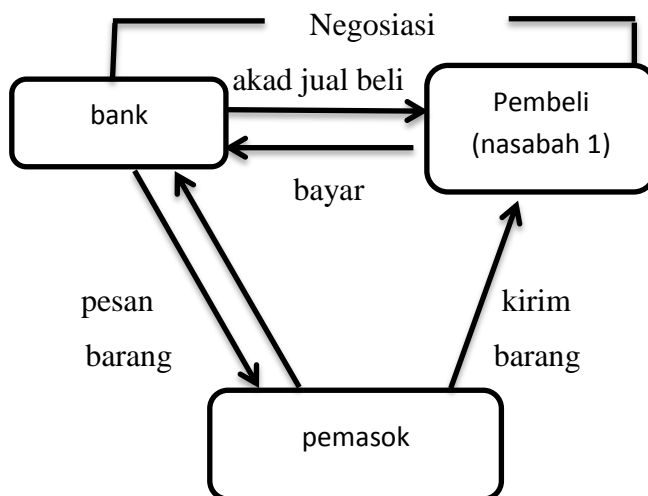 Negosiasi
akad jual beli
bank
Pembeli
(nasabah 1)
bayar
pesan
barang
kirim
barang
pemasok